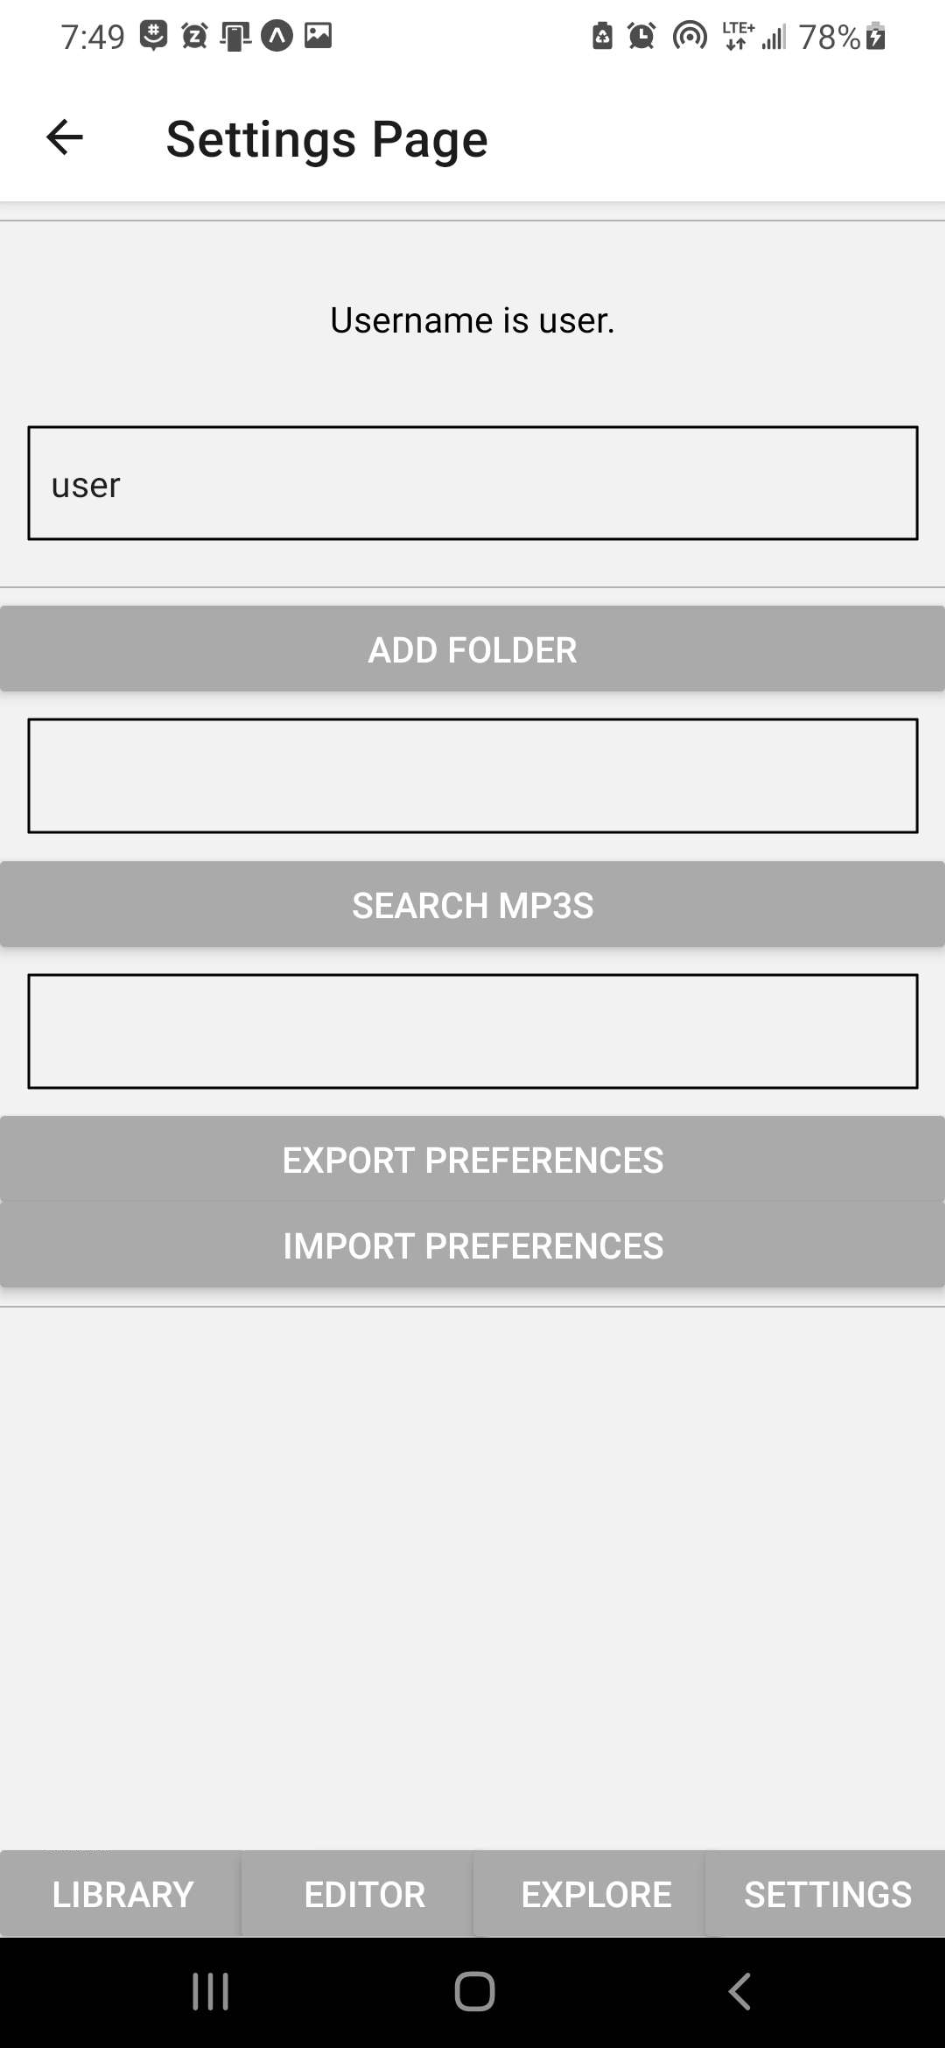 7:49 LTE+ 78%
Settings Page
Username is user.
user
ADD FOLDER
SEARCH MP3S
EXPORT PREFERENCES
IMPORT PREFERENCES
LIBRARY EDITOR EXPLORE SETTINGS